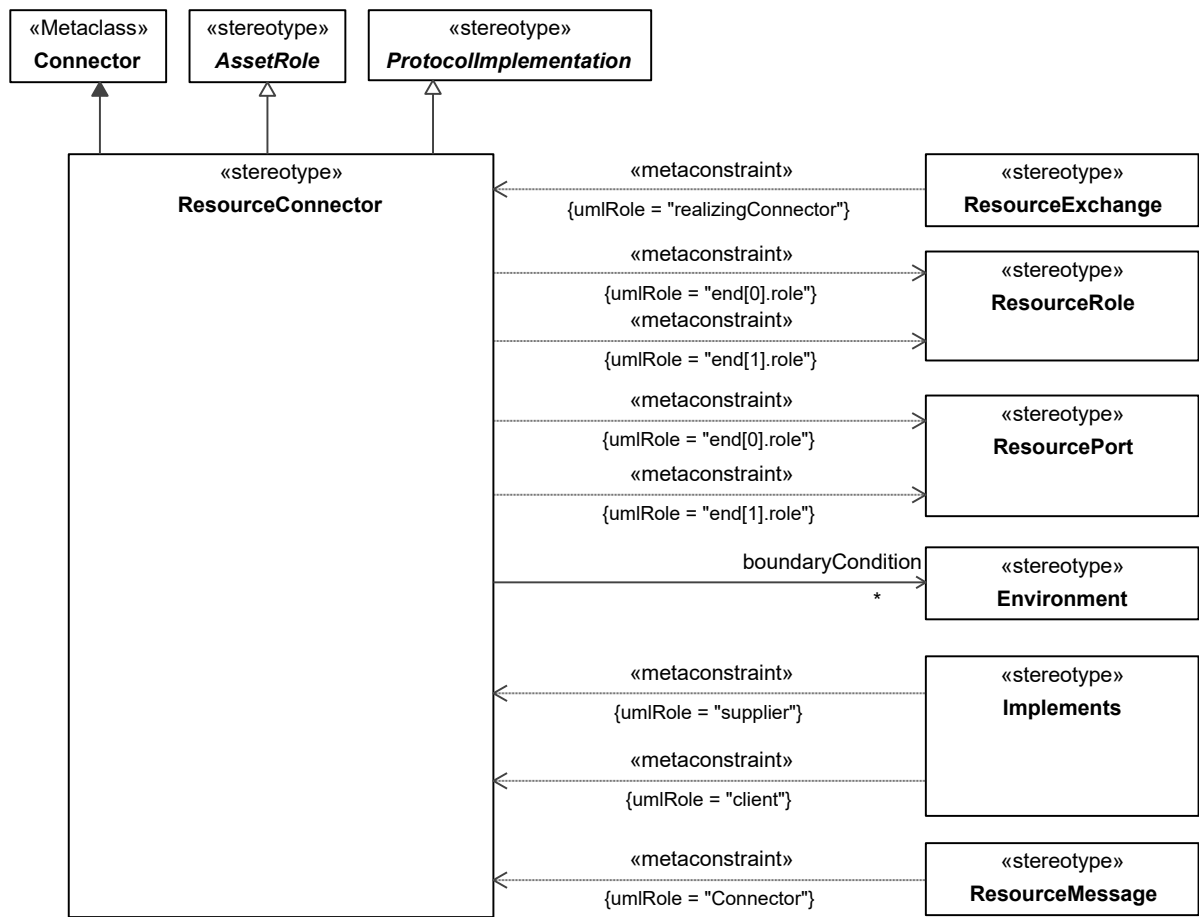 «Metaclass»
Connector
«stereotype»
AssetRole
«stereotype»
ProtocolImplementation
«stereotype»
ResourceConnector
«metaconstraint»
{umlRole = "realizingConnector"}
«stereotype»
ResourceExchange
«metaconstraint»
{umlRole = "end[0].role"}
«metaconstraint»
{umlRole = "end[1].role"}
«stereotype»
ResourceRole
«metaconstraint»
{umlRole = "end[0].role"}
«metaconstraint»
{umlRole = "end[1].role"}
«stereotype»
ResourcePort
boundaryCondition
*
«stereotype»
Environment
«metaconstraint»
{umlRole = "supplier"}
«metaconstraint»
{umlRole = "client"}
«stereotype»
Implements
«metaconstraint»
{umlRole = "Connector"}
«stereotype»
ResourceMessage